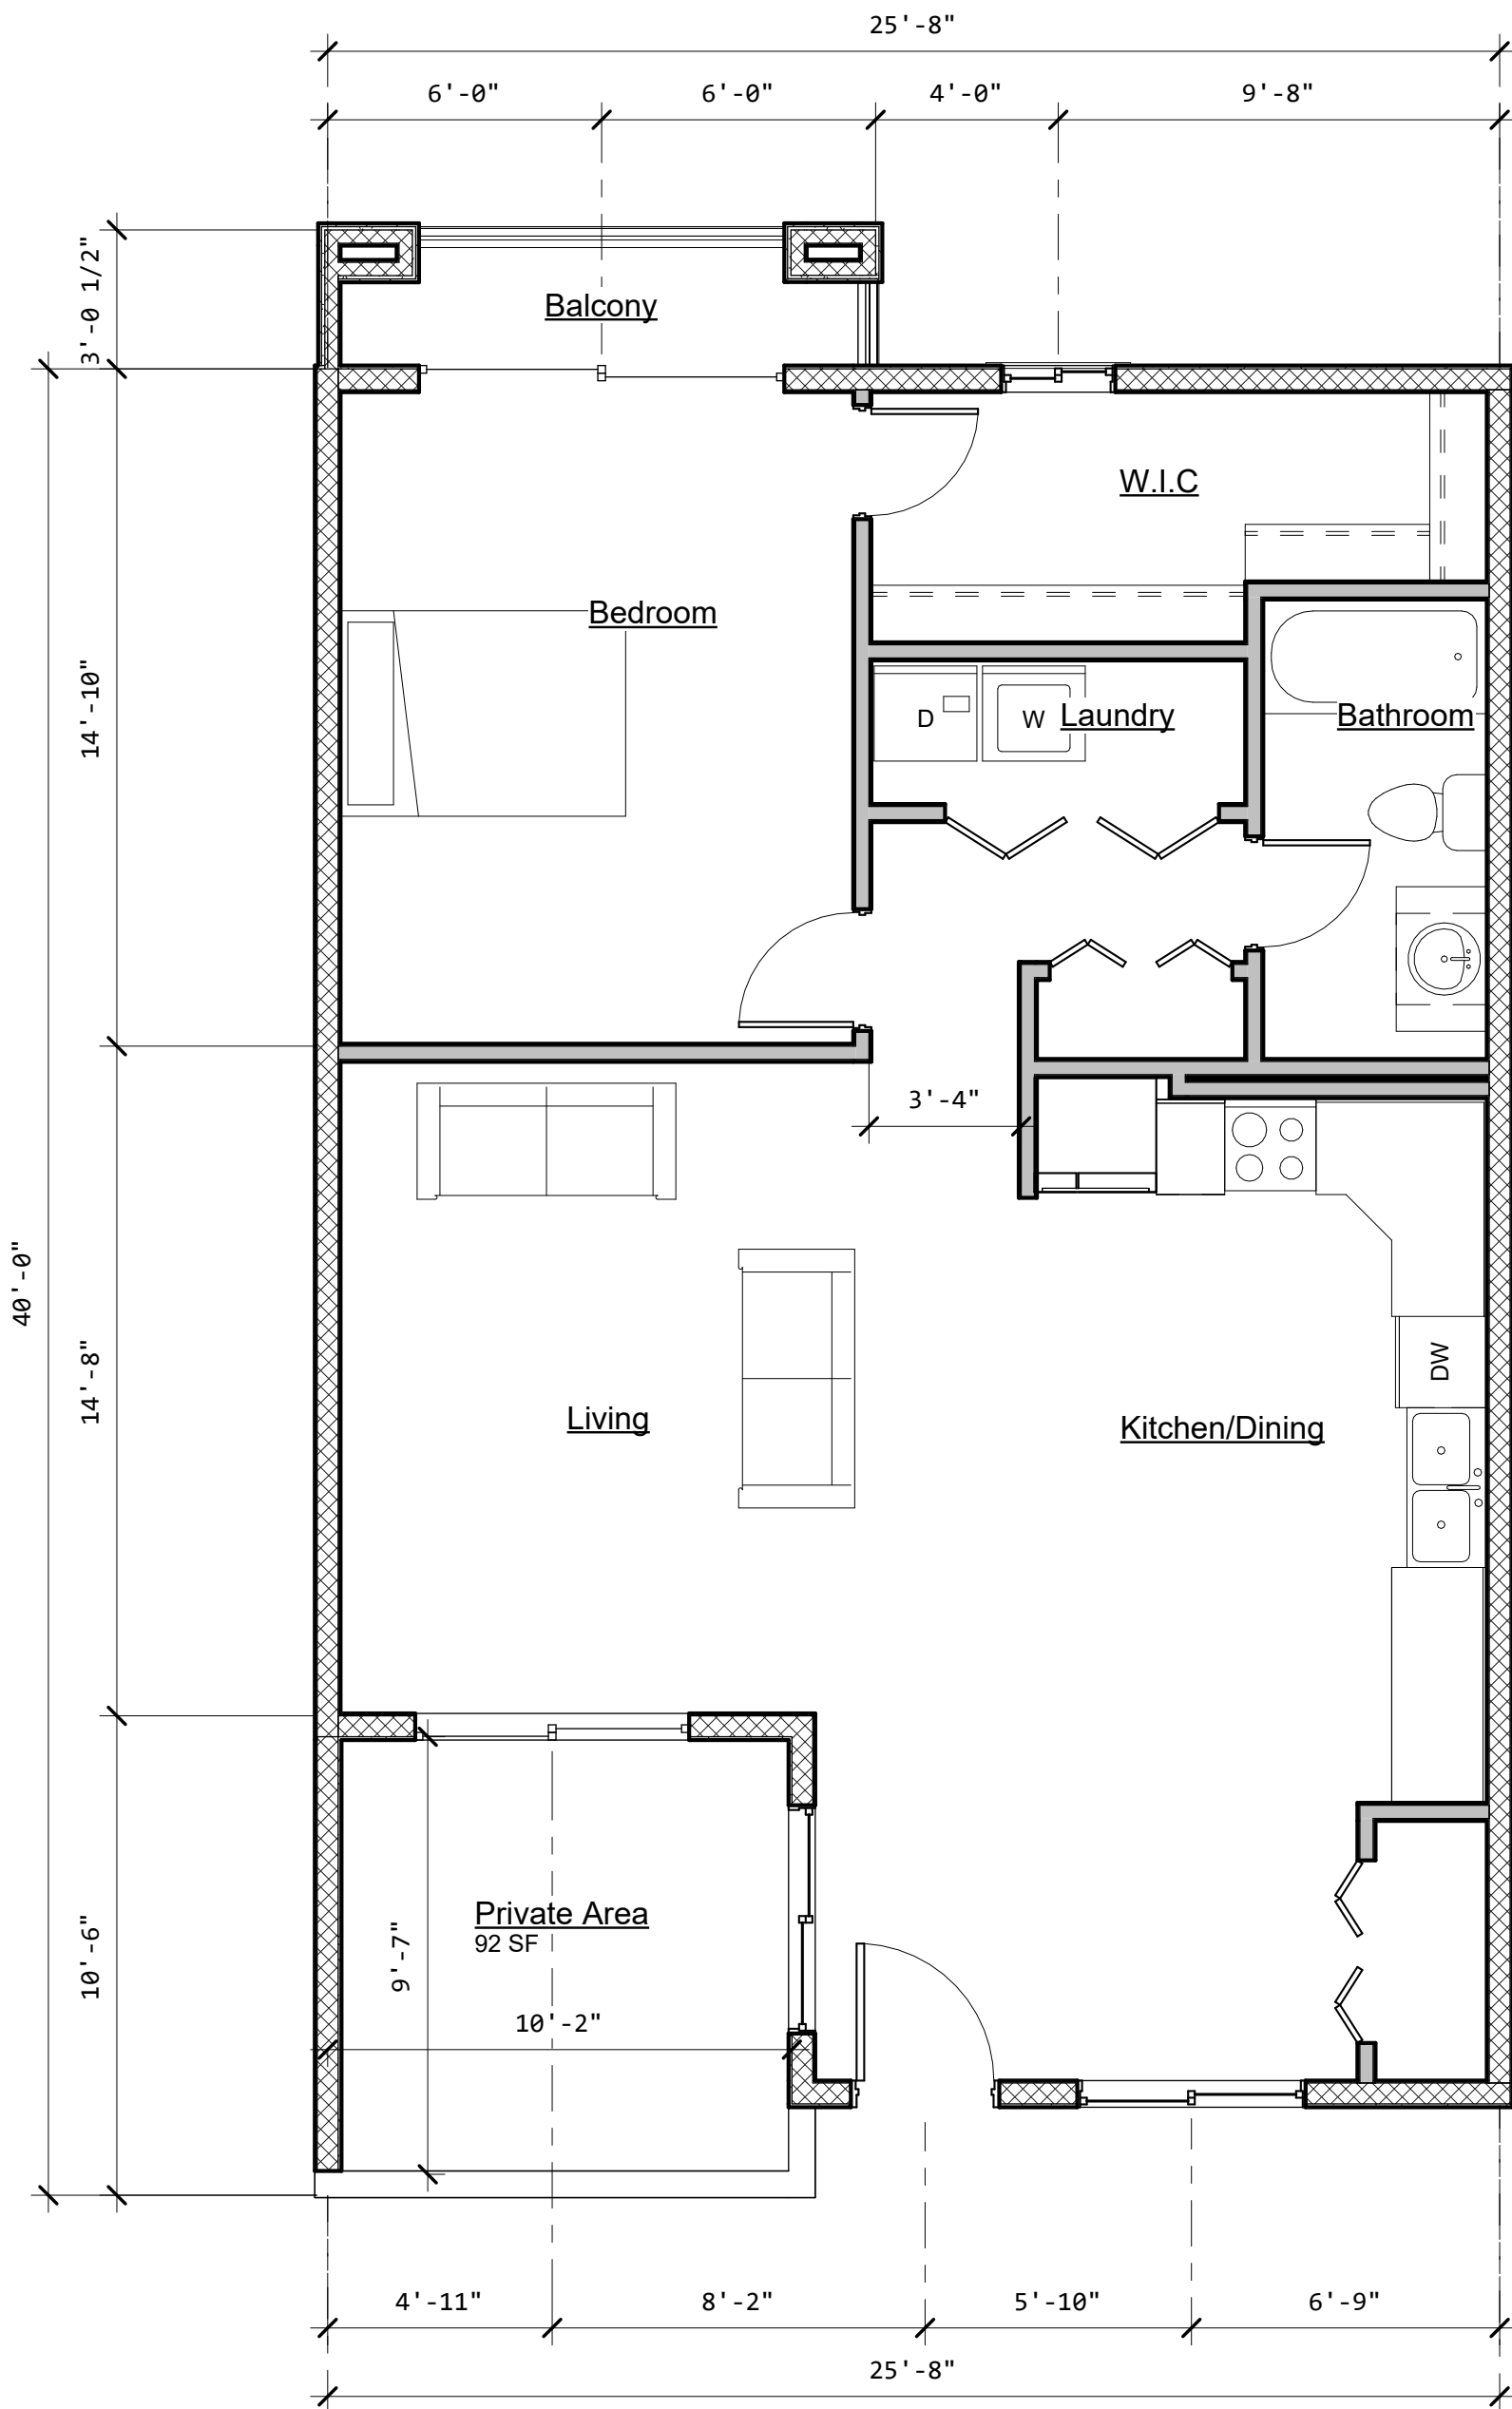 25'-8"
6'-0" 6'-0" 4'-0" 9'-8"
3'-0 1/2"
Balcony
W.I.C
Bedroom
14'-10"
D W Laundry
Bathroom
3'-4"
40'-0"
14'-8"
DW
Living
Kitchen/Dining
Private Area
92 SF
10'-6"
9'-7"
10'-2"
4'-11" 8'-2" 5'-10" 6'-9"
25'-8"